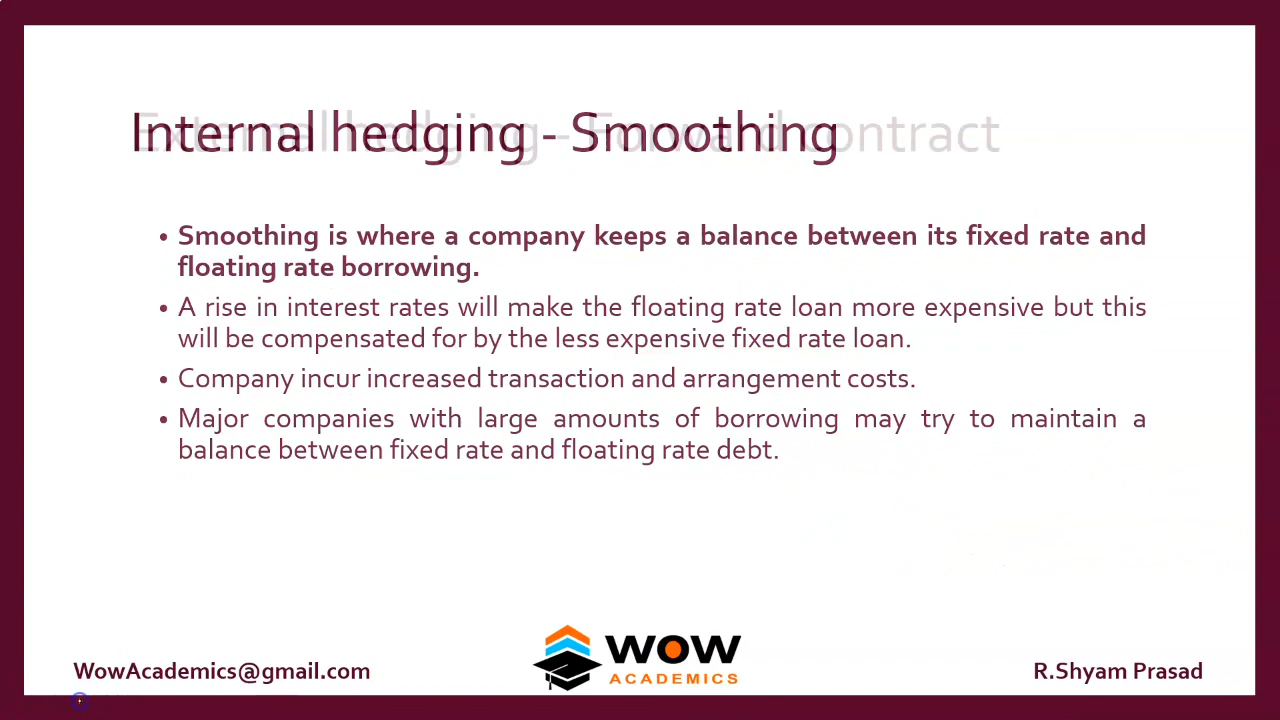 Internal hedging - Smoothing
External hedging – Forward contract
• Smoothing is where a company keeps a balance between its fixed rate and
floating rate borrowing.
• A rise in interest rates will make the floating rate loan more expensive but this
will be compensated for by the less expensive fixed rate loan.
• Company incur increased transaction and arrangement costs.
• Major companies with large amounts of borrowing may try to maintain a
balance between fixed rate and floating rate debt.
WowAcademics@gmail.com
WOW
ACADEMICS
R.Shyam Prasad